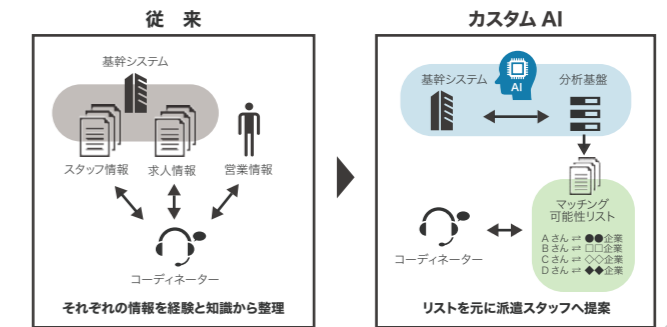 従 来
基幹システム
スタッフ情報
求人情報
営業情報
コーディネーター
それぞれの情報を経験と知識から整理
カスタム AI
基幹システム
AI
分析基盤
マッチング
可能性リスト
Aさん ⇄ ●●企業
Bさん ⇄ □□企業
Cさん ⇄ ◇◇企業
Dさん ⇄ ◆◆企業
コーディネーター
リストを元に派遣スタッフへ提案